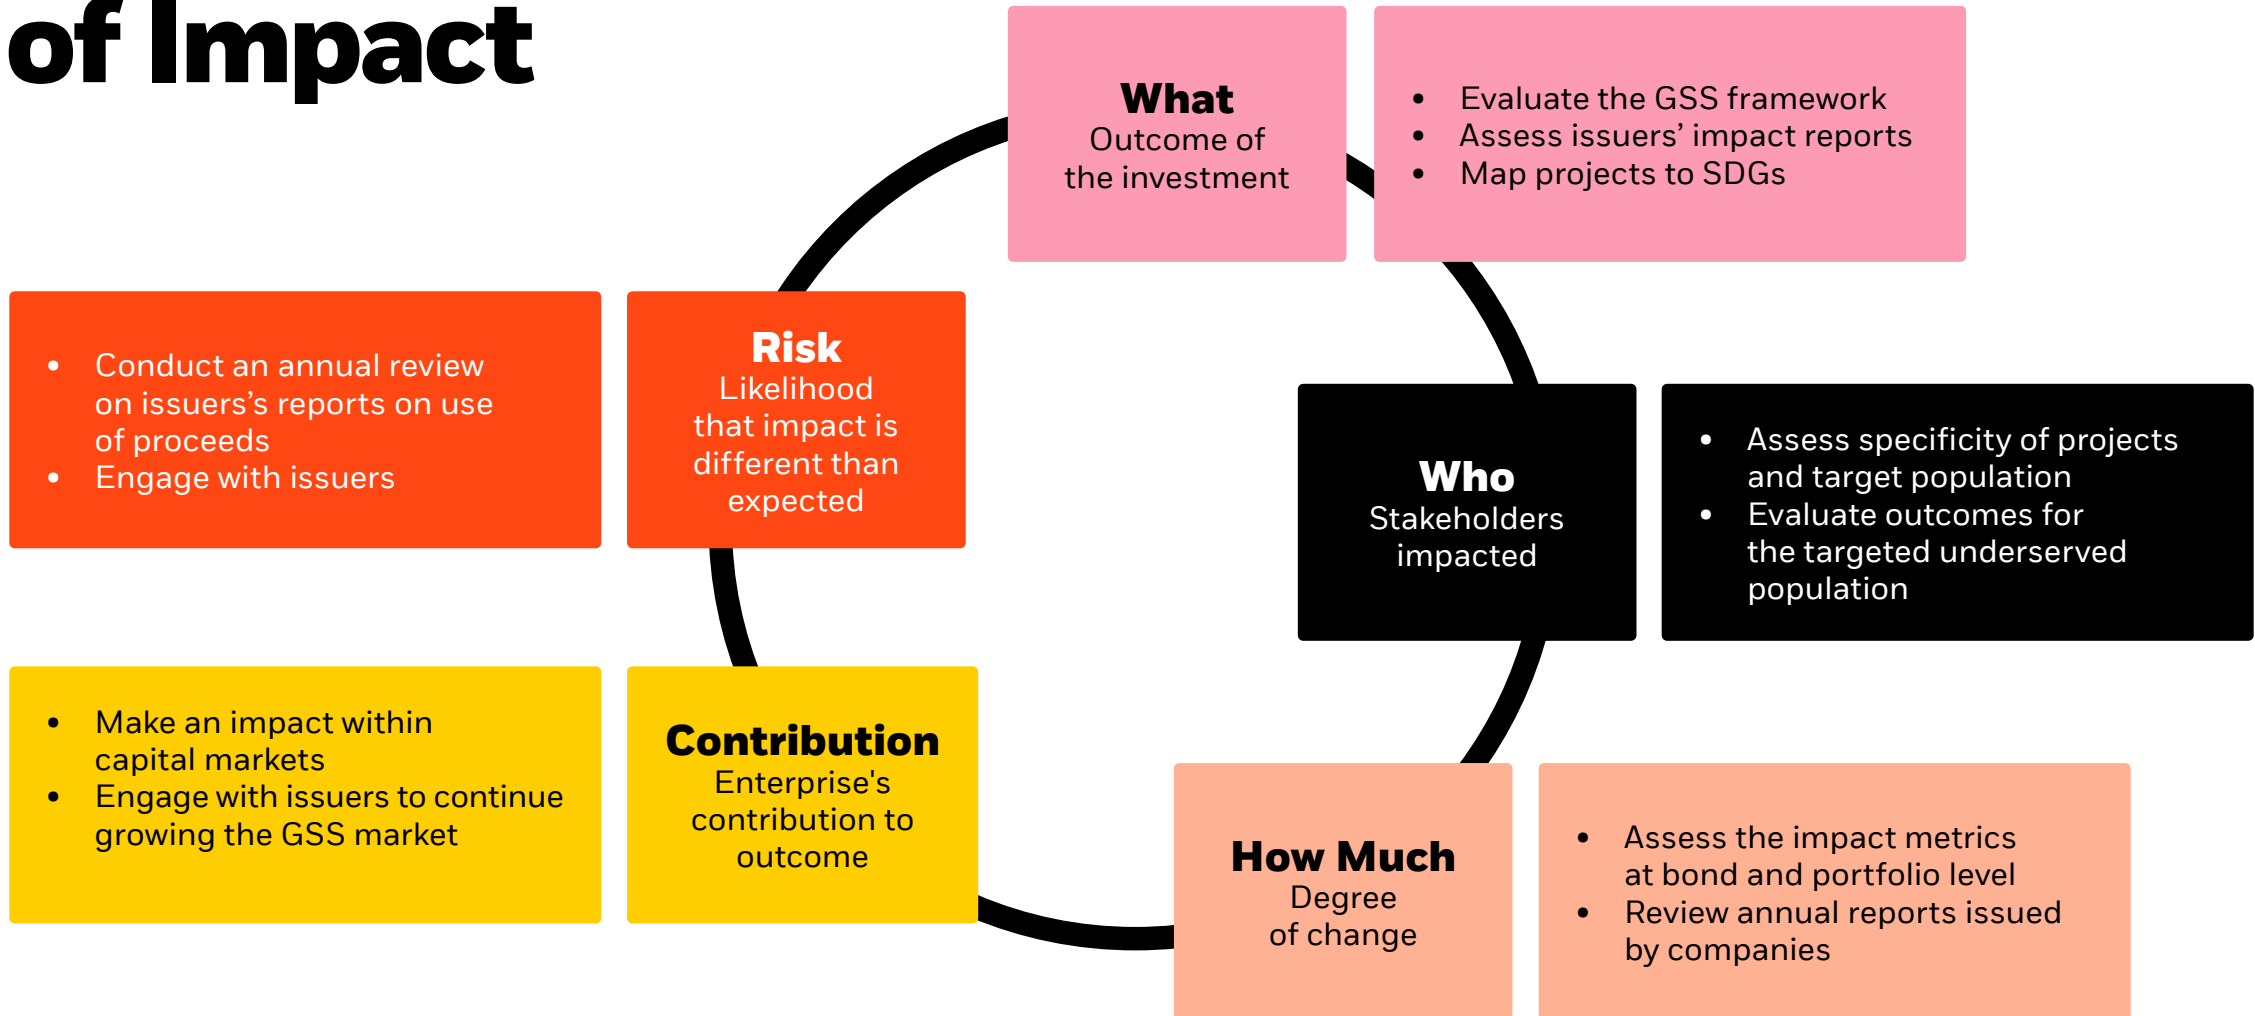 of Impact
What
Outcome of
the investment
• Evaluate the GSS framework
• Assess issuers’ impact reports
• Map projects to SDGs
Who
Stakeholders
impacted
• Assess specificity of projects
and target population
• Evaluate outcomes for
the targeted underserved
population
How Much
Degree
of change
• Assess the impact metrics
at bond and portfolio level
• Review annual reports issued
by companies
Contribution
Enterprise's
contribution to
outcome
• Make an impact within
capital markets
• Engage with issuers to continue
growing the GSS market
Risk
Likelihood
that impact is
different than
expected
• Conduct an annual review
on issuers’s reports on use
of proceeds
• Engage with issuers